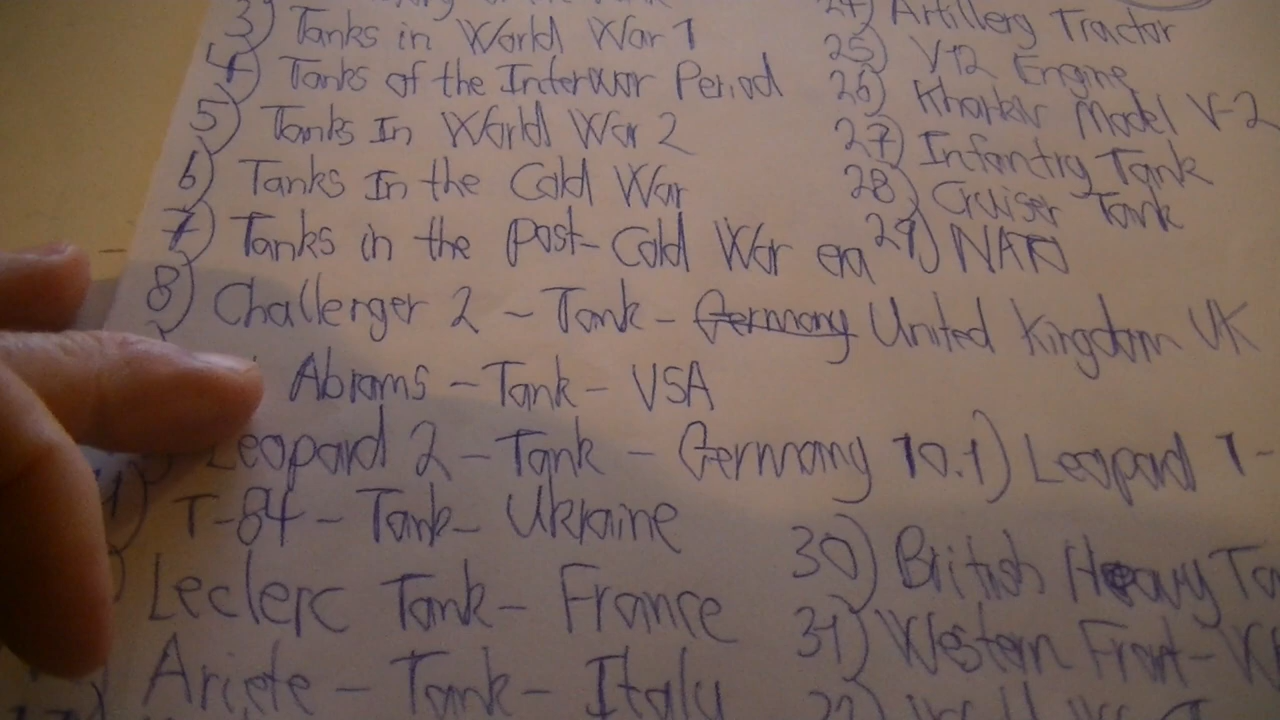 3) Tanks in World War 1
4) Tanks of the Interwar Period
5) Tanks In World War 2
6) Tanks In the Cold War
7) Tanks in the post-Cold War era
8) Challenger 2 - Tank - Germany United Kingdom UK
Abrams - Tank - USA
Leopard 2 - Tank - Germany 10.1) Leopard 1 -
T-84 - Tank - Ukraine
Leclerc Tank - France
Ariete - Tank - Italy
24) Artillery Tractor
25) V-12 Engine
26) Kharkiv Model V-2
27) Infantry Tank
28) Cruiser Tank
29) NATO
30) British Heavy
31) Western Front -